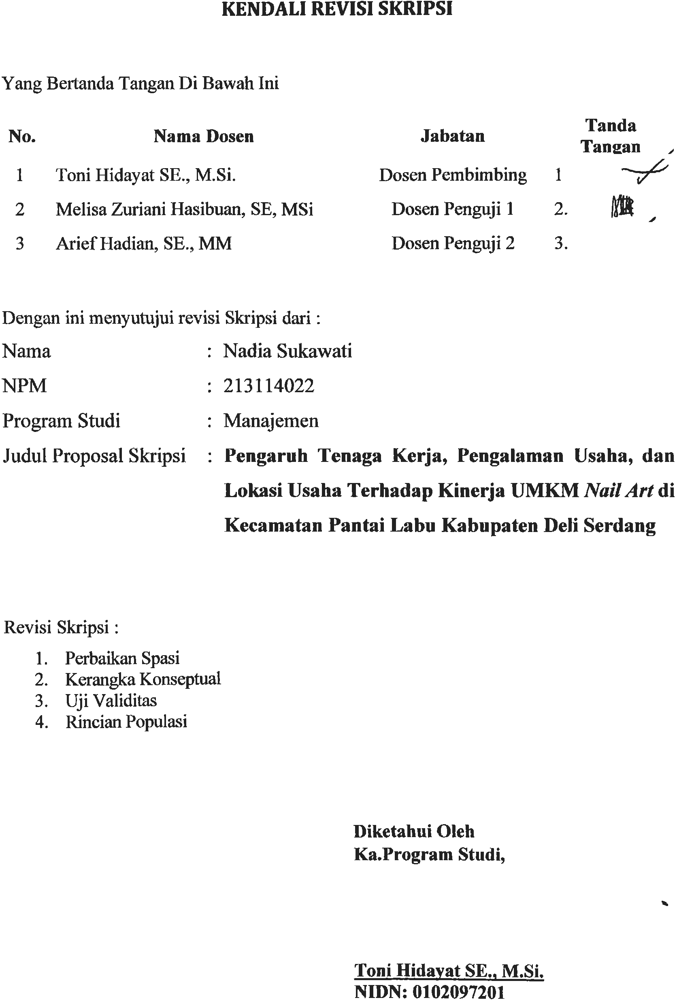 KENDALI REVISI SKRIPSI
Yang Bertanda Tangan Di Bawah Ini
No. Nama Dosen Jabatan Tanda Tangan
1 Toni Hidayat SE., M.Si. Dosen Pembimbing 1
2 Melisa Zuriani Hasibuan, SE, MSi Dosen Penguji 1 2.
3 Arief Hadian, SE., MM Dosen Penguji 2 3.
Dengan ini menyutujui revisi Skripsi dari :
Nama : Nadia Sukawati
NPM : 213114022
Program Studi : Manajemen
Judul Proposal Skripsi : Pengaruh Tenaga Kerja, Pengalaman Usaha, dan
Lokasi Usaha Terhadap Kinerja UMKM Nail Art di
Kecamatan Pantai Labu Kabupaten Deli Serdang
Revisi Skripsi :
1. Perbaikan Spasi
2. Kerangka Konseptual
3. Uji Validitas
4. Rincian Populasi
Diketahui Oleh
Ka.Program Studi,
Toni Hidayat SE., M.Si.
NIDN: 0102097201